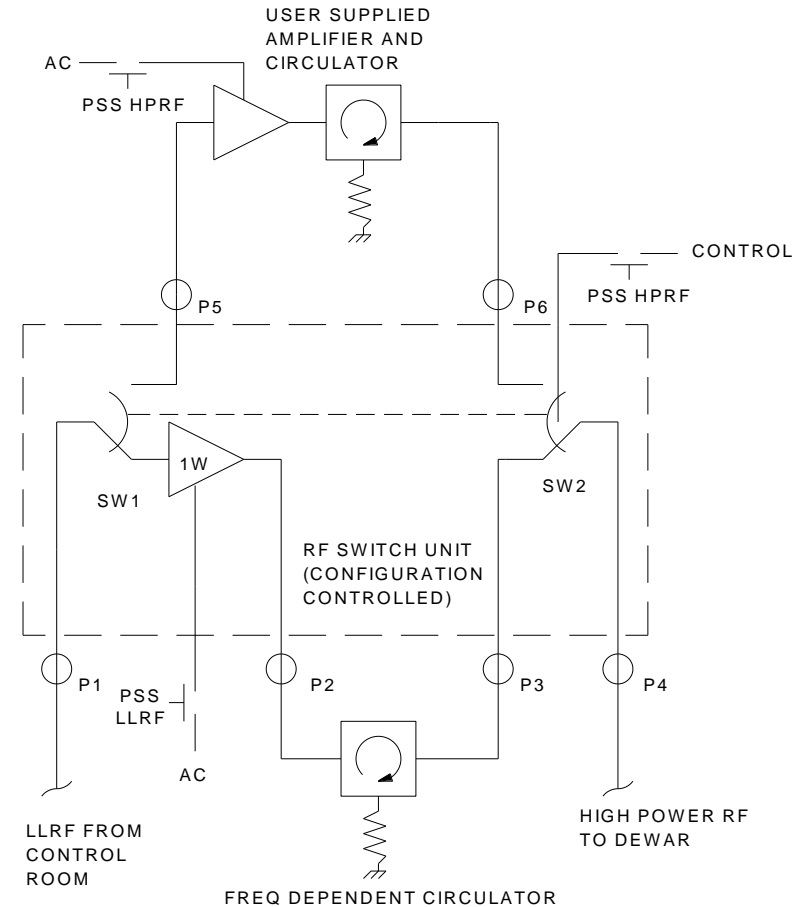 USER SUPPLIED
AMPLIFIER AND
CIRCULATOR
AC
PSS HPRF
CONTROL
PSS HPRF
P5
P6
1W
SW1
SW2
RF SWITCH UNIT
(CONFIGURATION
CONTROLLED)
P1
PSS
LLRF
P2
P3
P4
AC
LLRF FROM
CONTROL
ROOM
HIGH POWER RF
TO DEWAR
FREQ DEPENDENT CIRCULATOR